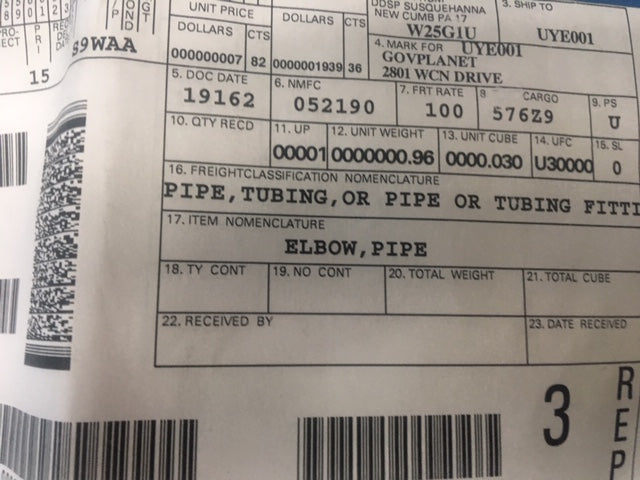 UNIT PRICE
DOLLARS CTS DOLLARS CTS
000000007 82 0000001939 36
DDSP SUSQUEHANNA
NEW CUMB PA 17
W25G1U
3. SHIP TO
UYE001
4. MARK FOR UYE001
GOVPLANET
2801 WCN DRIVE
15 S9WAA
5. DOC DATE 6. NMFC 7. FRT RATE 8 CARGO 9. PS
19162 052190 100 576Z9 U
10. QTY RECD 11. UP 12. UNIT WEIGHT 13. UNIT CUBE 14. UFC 15. SL
00001 0000000.96 0000.030 U30000 0
16. FREIGHTCLASSIFICATION NOMENCLATURE
PIPE,TUBING,OR PIPE OR TUBING FITTI
17. ITEM NOMENCLATURE
ELBOW,PIPE
18. TY CONT 19. NO CONT 20. TOTAL WEIGHT 21. TOTAL CUBE
22. RECEIVED BY 23. DATE RECEIVED
3
REP